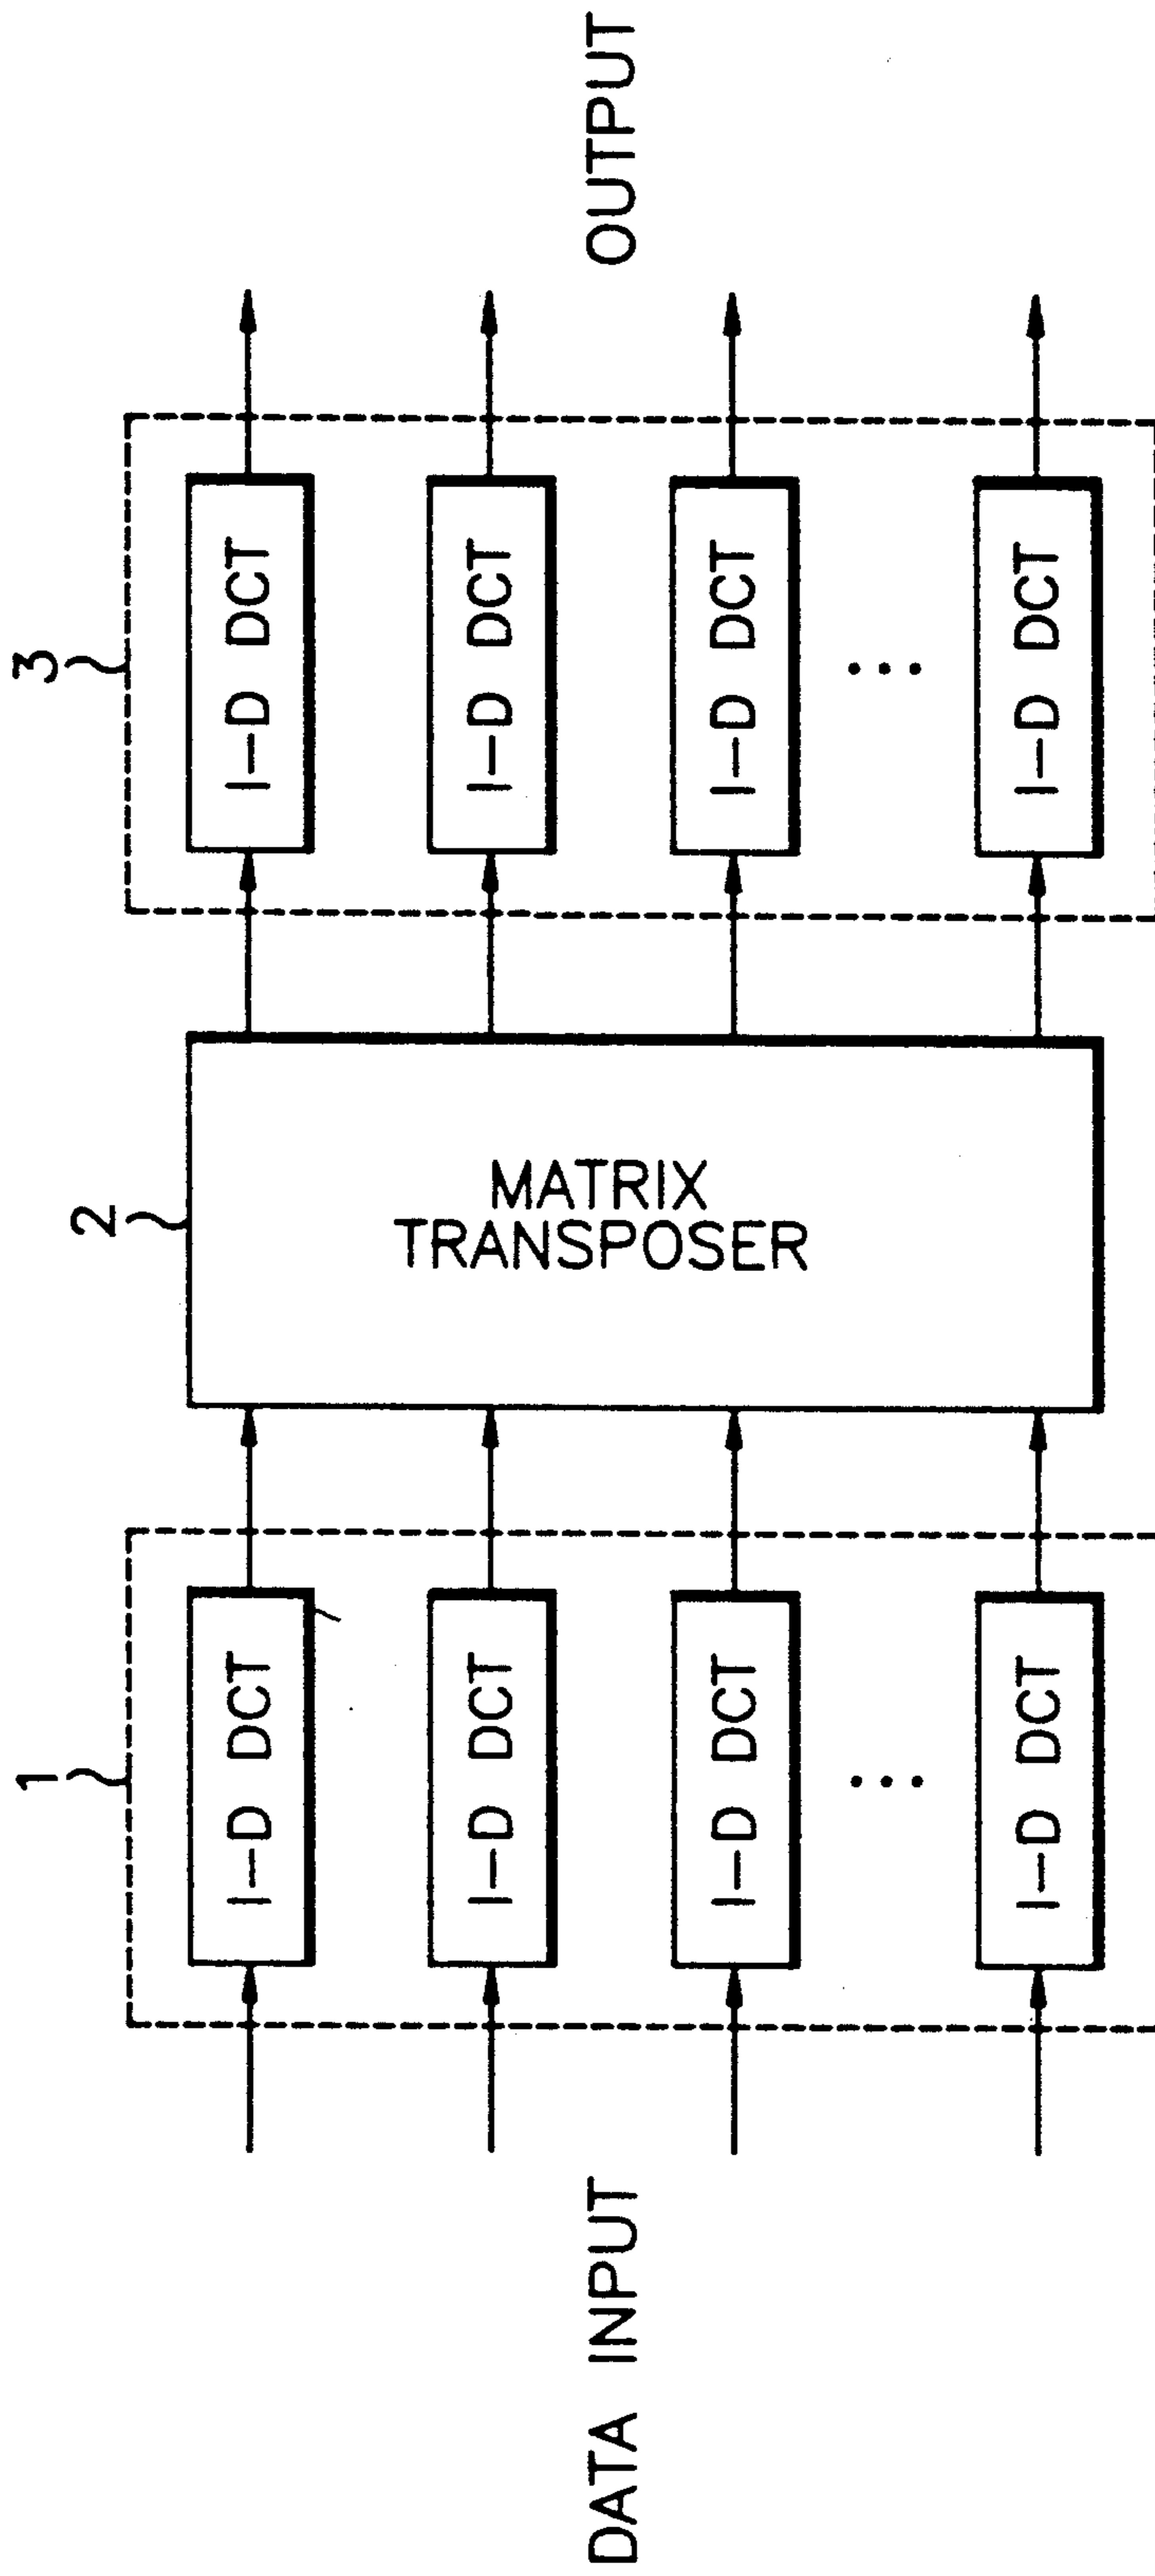 1
2
3
DATA INPUT
I-D DCT
I-D DCT
I-D DCT
...
I-D DCT
MATRIX
TRANSPOSER
I-D DCT
I-D DCT
I-D DCT
...
I-D DCT
OUTPUT